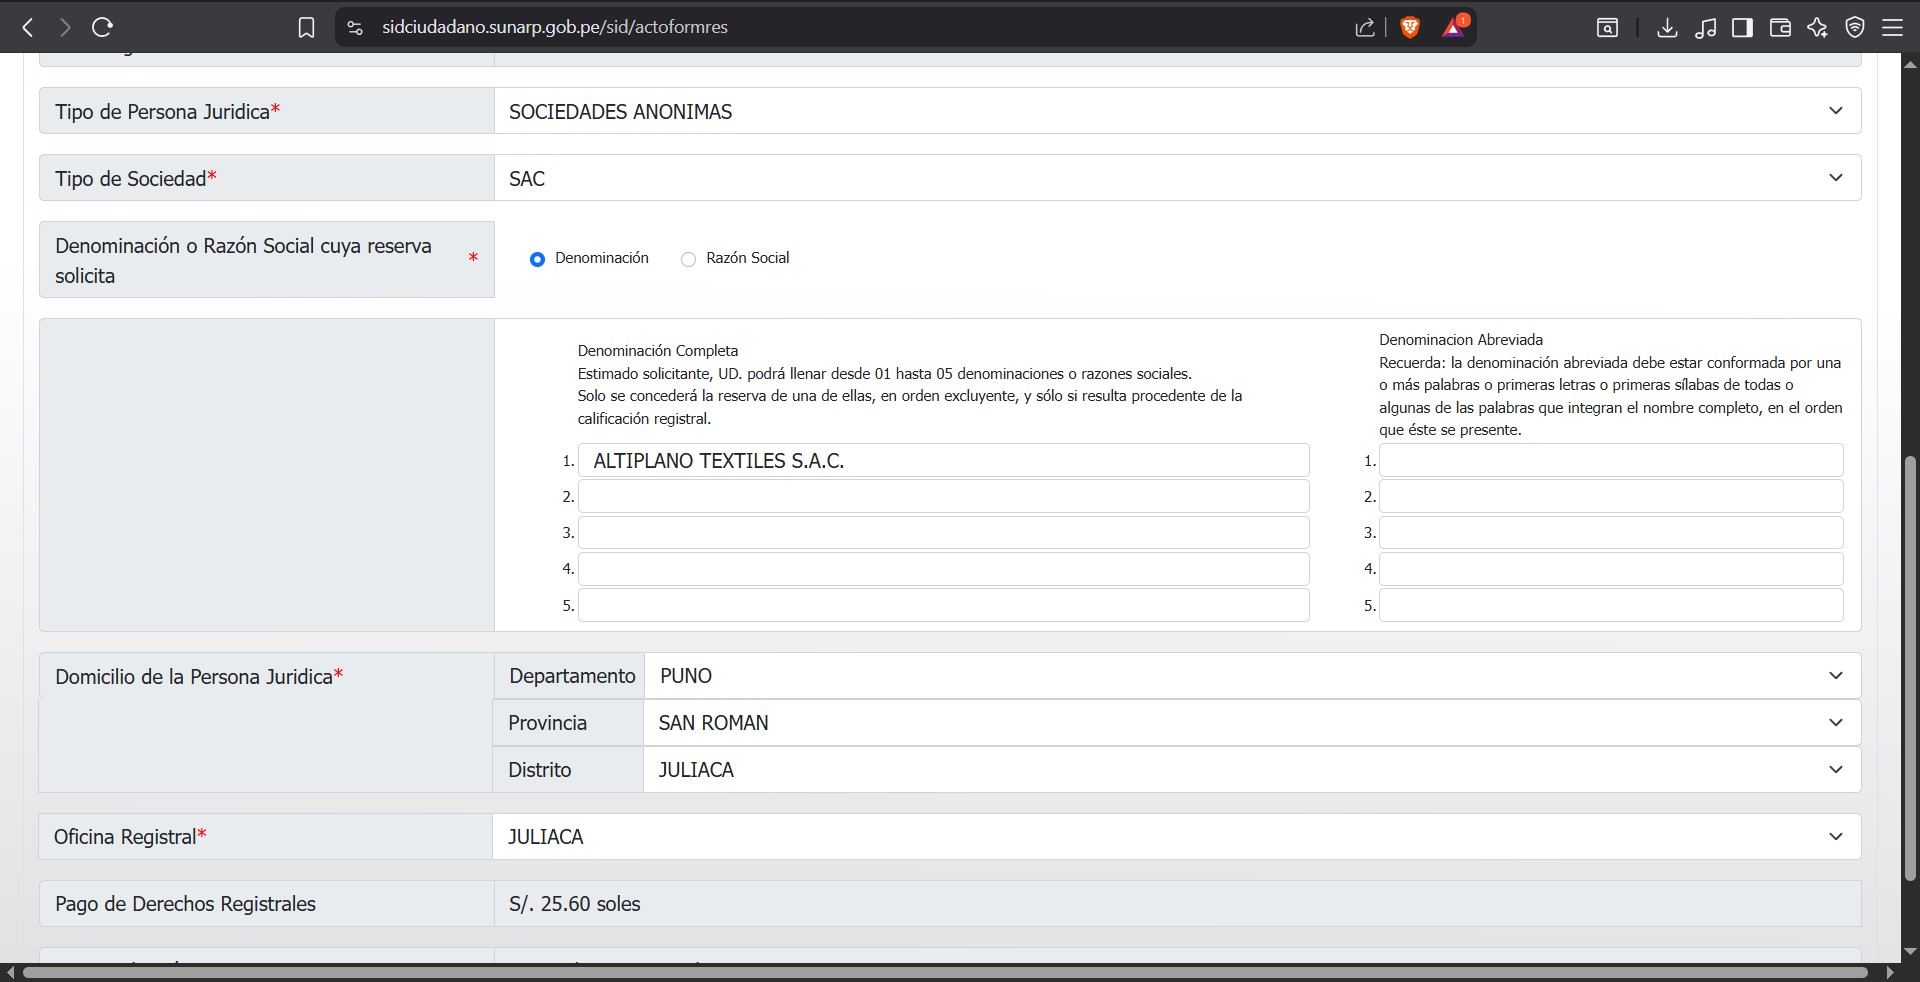 sidciudadano.sunarp.gob.pe/sid/actoformres
1
Tipo de Persona Juridica*
SOCIEDADES ANONIMAS
Tipo de Sociedad*
SAC
Denominación o Razón Social cuya reserva
solicita
*
Denominación
Razón Social
Denominación Completa
Estimado solicitante, UD. podrá llenar desde 01 hasta 05 denominaciones o razones sociales.
Solo se concederá la reserva de una de ellas, en orden excluyente, y sólo si resulta procedente de la
calificación registral.
1. ALTIPLANO TEXTILES S.A.C.
2.
3.
4.
5.
Denominacion Abreviada
Recuerda: la denominación abreviada debe estar conformada por una
o más palabras o primeras letras o primeras sílabas de todas o
algunas de las palabras que integran el nombre completo, en el orden
que éste se presente.
1.
2.
3.
4.
5.
Domicilio de la Persona Juridica*
Departamento
PUNO
Provincia
SAN ROMAN
Distrito
JULIACA
Oficina Registral*
JULIACA
Pago de Derechos Registrales
S/. 25.60 soles